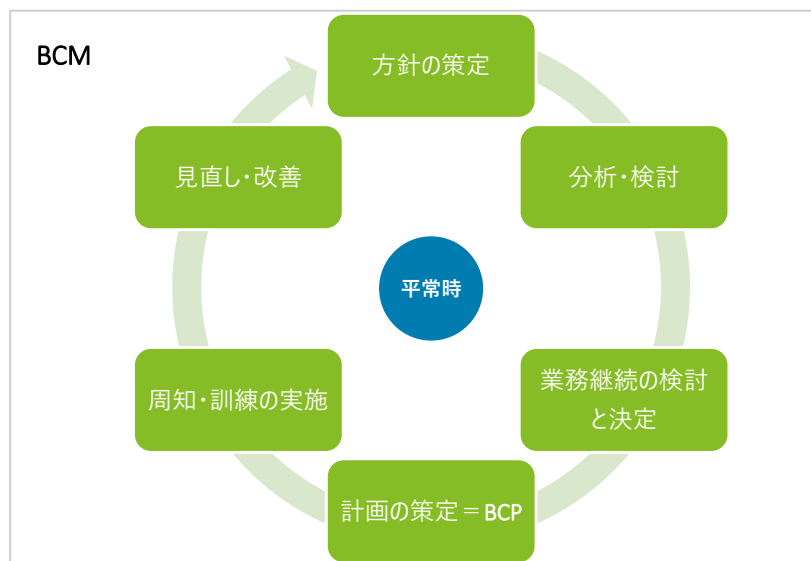 BCM
方針の策定
分析・検討
業務継続の検討
と決定
計画の策定＝BCP
周知・訓練の実施
見直し・改善
平常時